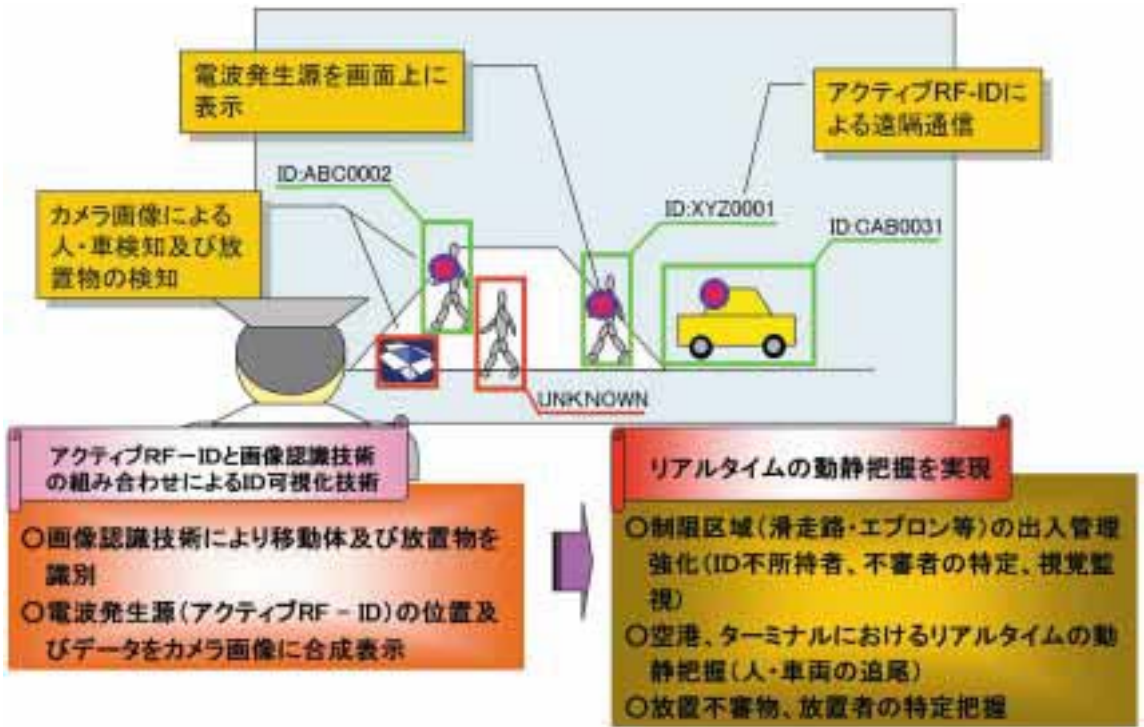 電波発生源を画面上に
表示
アクティブRF-IDに
よる遠隔通信
ID:ABC0002
カメラ画像による
人・車検知及び放
置物の検知
ID:XYZ0001
ID:CAB0031
UNKNOWN
アクティブRF-IDと画像認識技術
の組み合わせによるID可視化技術
○画像認識技術により移動体及び放置物を
識別
○電波発生源(アクティブRF-ID)の位置及
びデータをカメラ画像に合成表示
リアルタイムの動静把握を実現
○制限区域(滑走路・エプロン等)の出入管理
強化(ID不所持者、不審者の特定、視覚監
視)
○空港、ターミナルにおけるリアルタイムの動
静把握(人・車両の追尾)
○放置不審物、放置者の特定把握